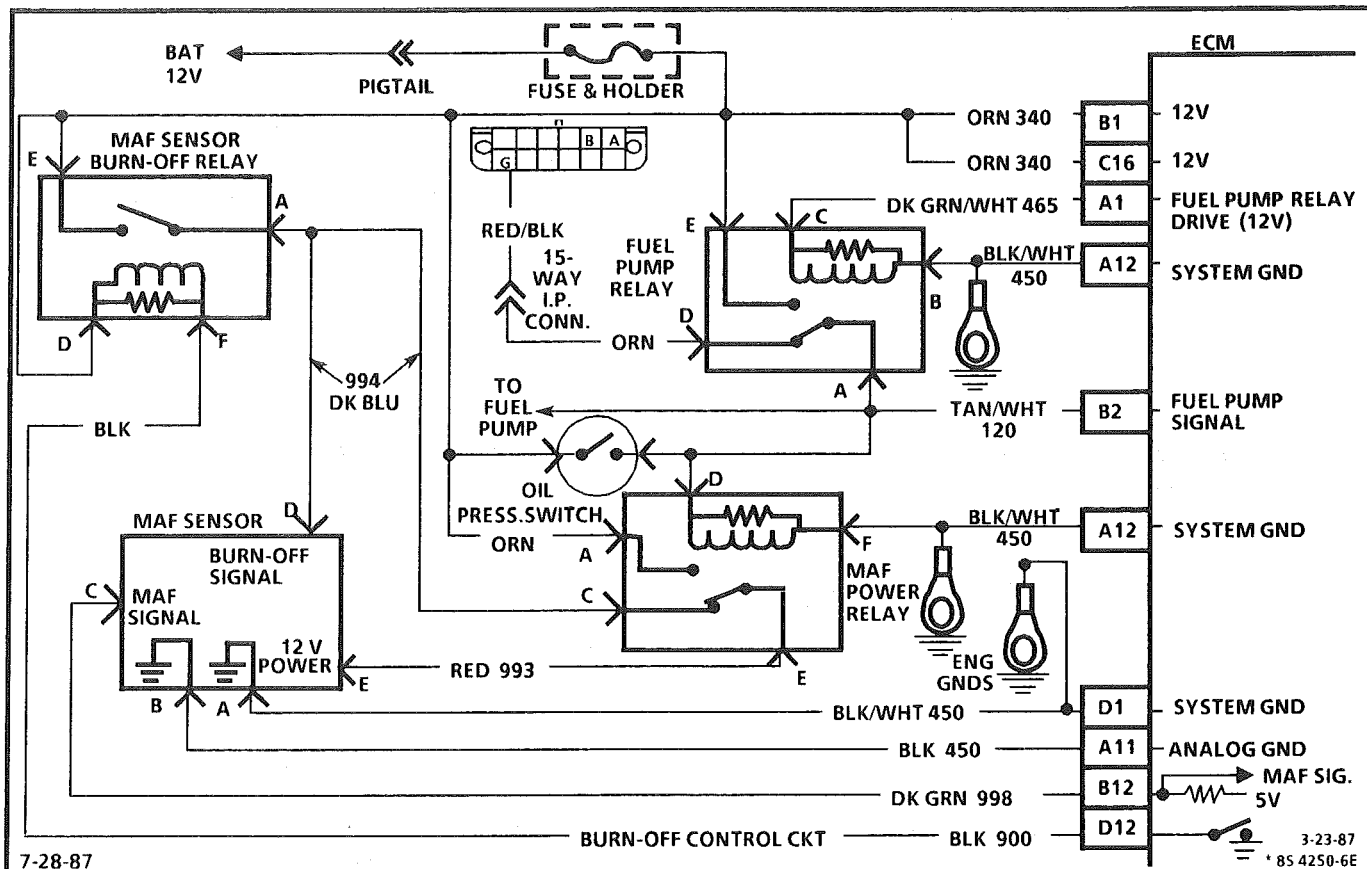 ECM
BAT
12V
PIGTAIL
FUSE & HOLDER
MAF SENSOR
BURN-OFF RELAY
E
A
D
F
B A
G
RED/BLK
15-
WAY
I.P.
CONN.
ORN
FUEL
PUMP
RELAY
E
C
B
D
A
ORN 340
B1
12V
ORN 340
C16
12V
DK GRN/WHT 465
A1
FUEL PUMP RELAY
DRIVE (12V)
BLK/WHT
450
A12
SYSTEM GND
994
DK BLU
BLK
TO
FUEL
PUMP
TAN/WHT
120
B2
FUEL PUMP
SIGNAL
OIL
PRESS. SWITCH
ORN
A
D
F
C
E
MAF
POWER
RELAY
BLK/WHT
450
A12
SYSTEM GND
MAF SENSOR
D
BURN-OFF
SIGNAL
C
MAF
SIGNAL
12 V
POWER
E
B
A
RED 993
ENG
GNDS
BLK/WHT 450
D1
SYSTEM GND
BLK 450
A11
ANALOG GND
DK GRN 998
B12
MAF SIG.
5V
BURN-OFF CONTROL CKT
BLK 900
D12
7-28-87
3-23-87
* 8S 4250-6E